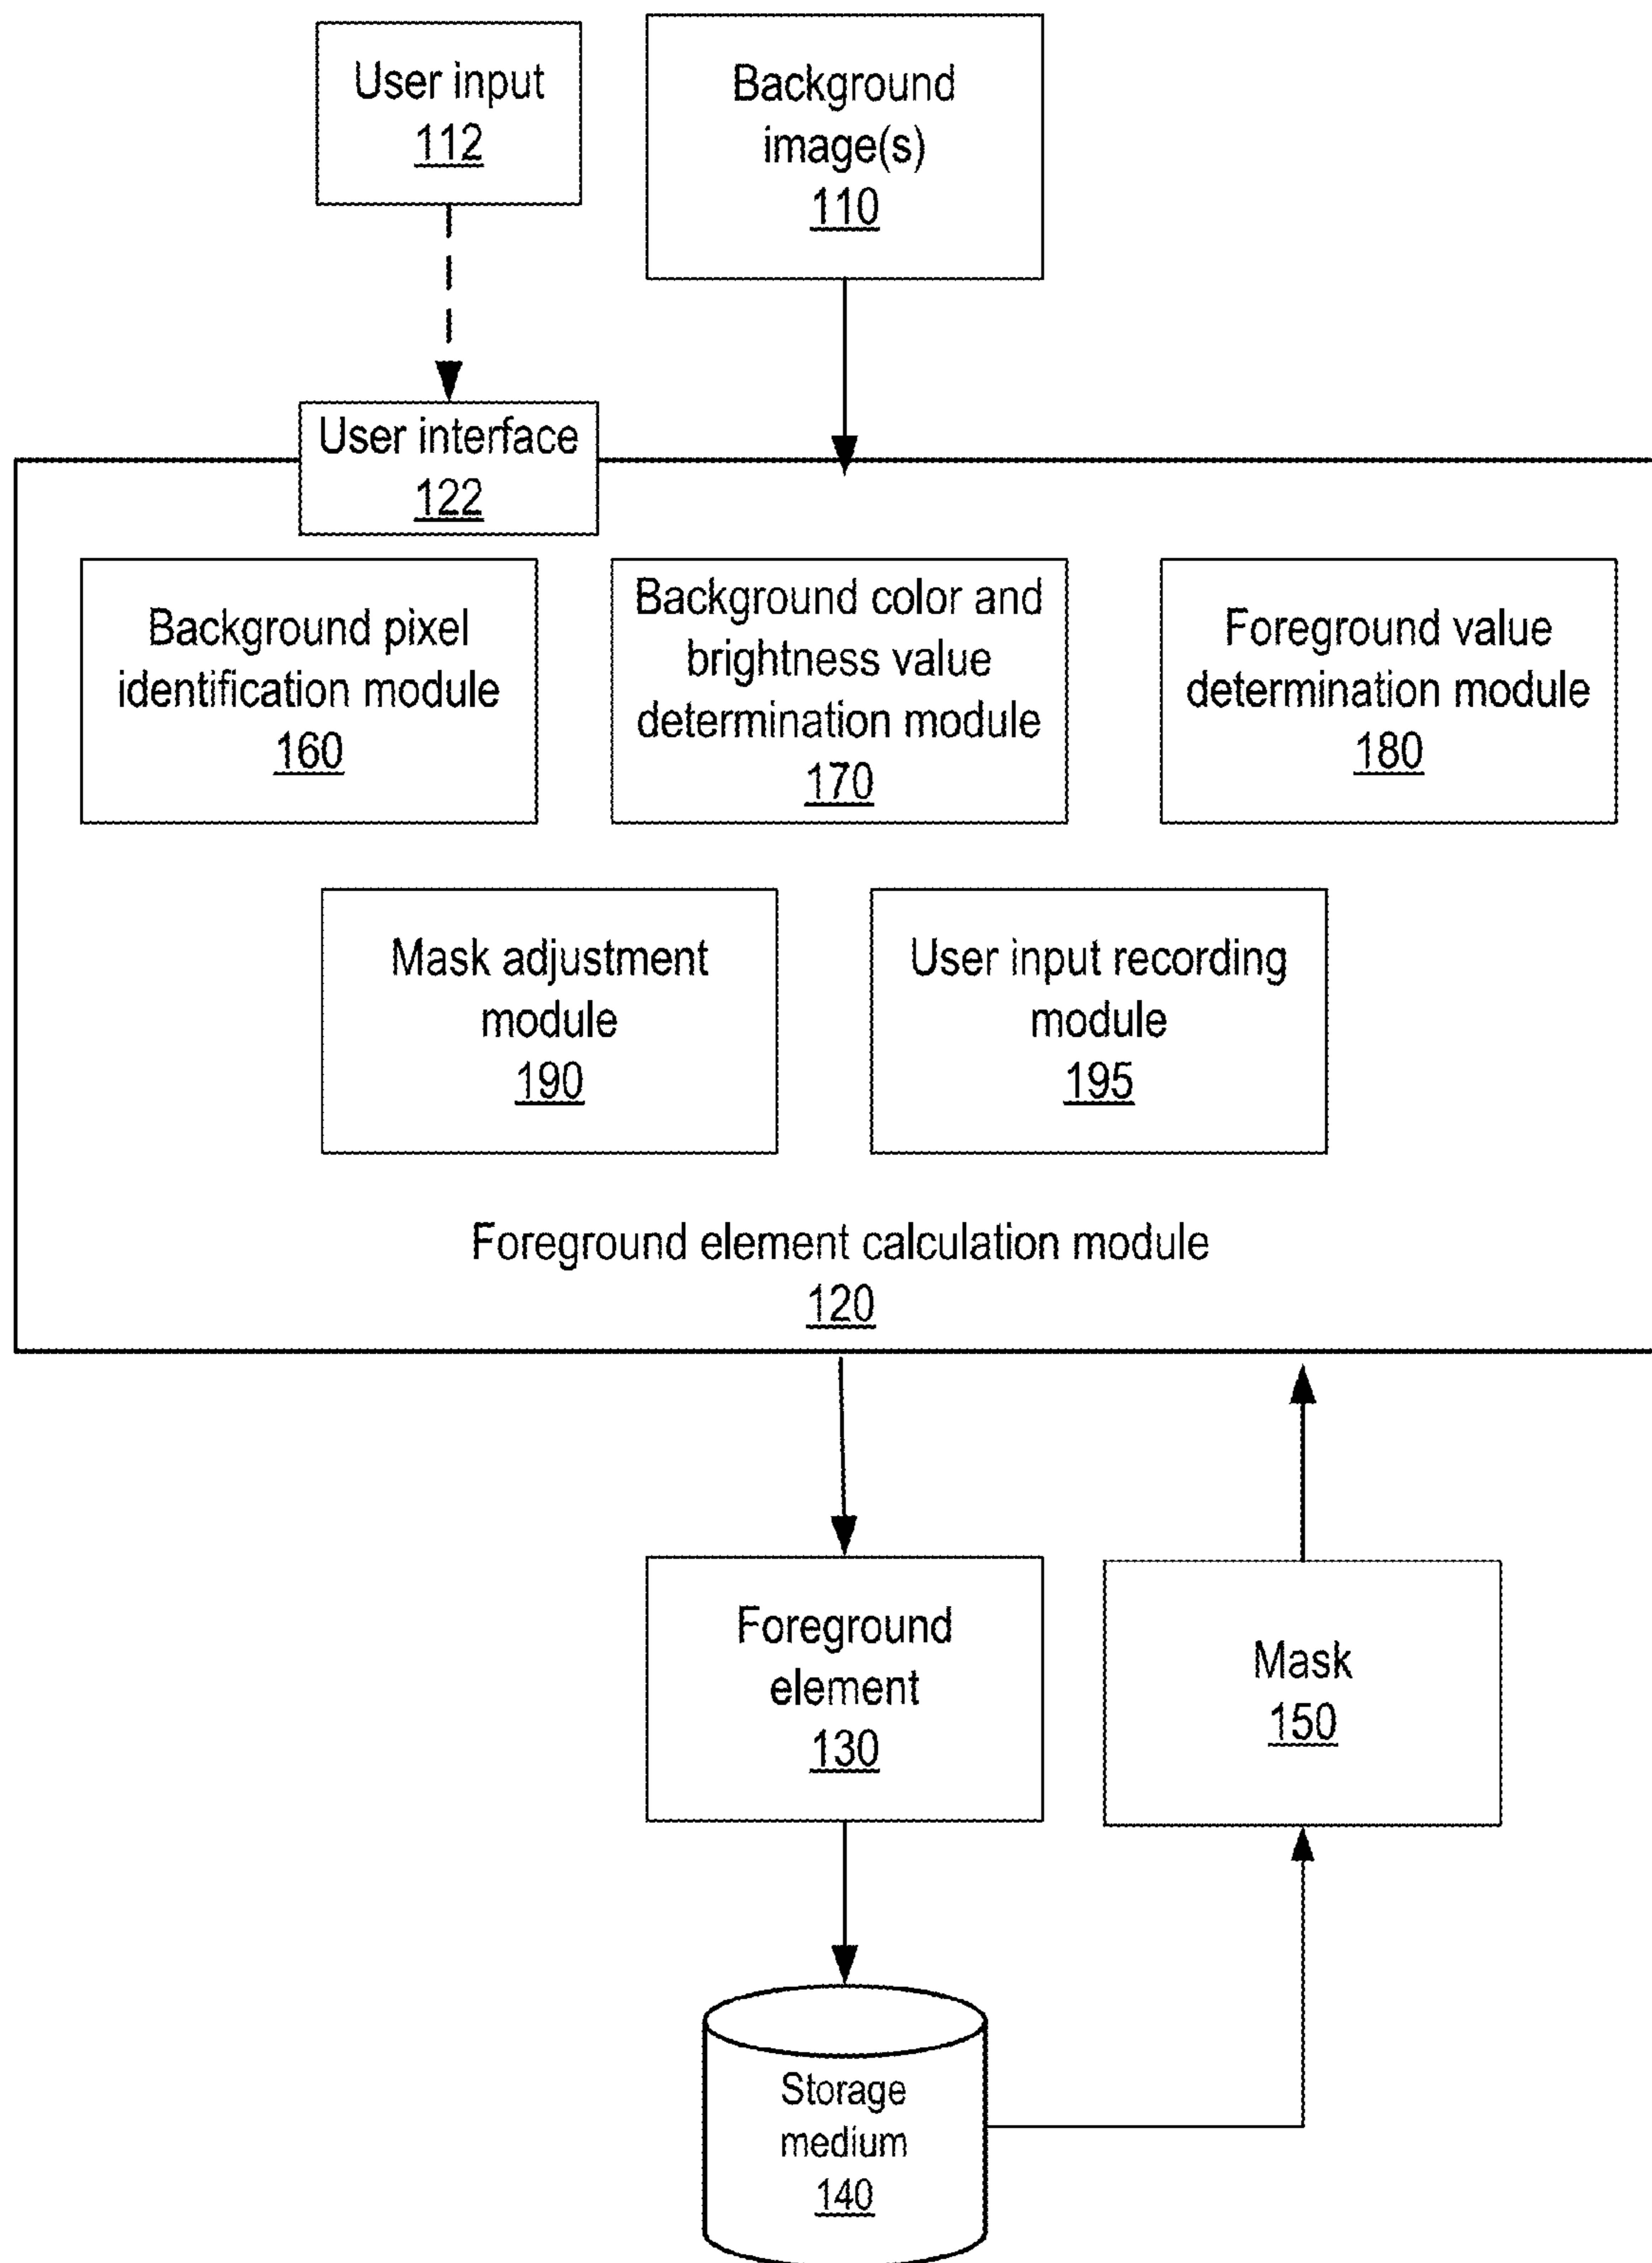 User input
112
Background
image(s)
110
User interface
122
Background pixel
identification module
160
Background color and
brightness value
determination module
170
Foreground value
determination module
180
Mask adjustment
module
190
User input recording
module
195
Foreground element calculation module
120
Foreground
element
130
Mask
150
Storage
medium
140